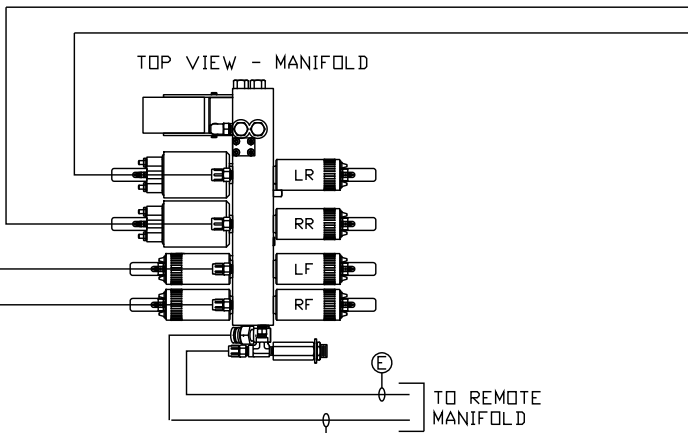 TOP VIEW - MANIFOLD
LR
RR
LF
RF
E
TO REMOTE
MANIFOLD